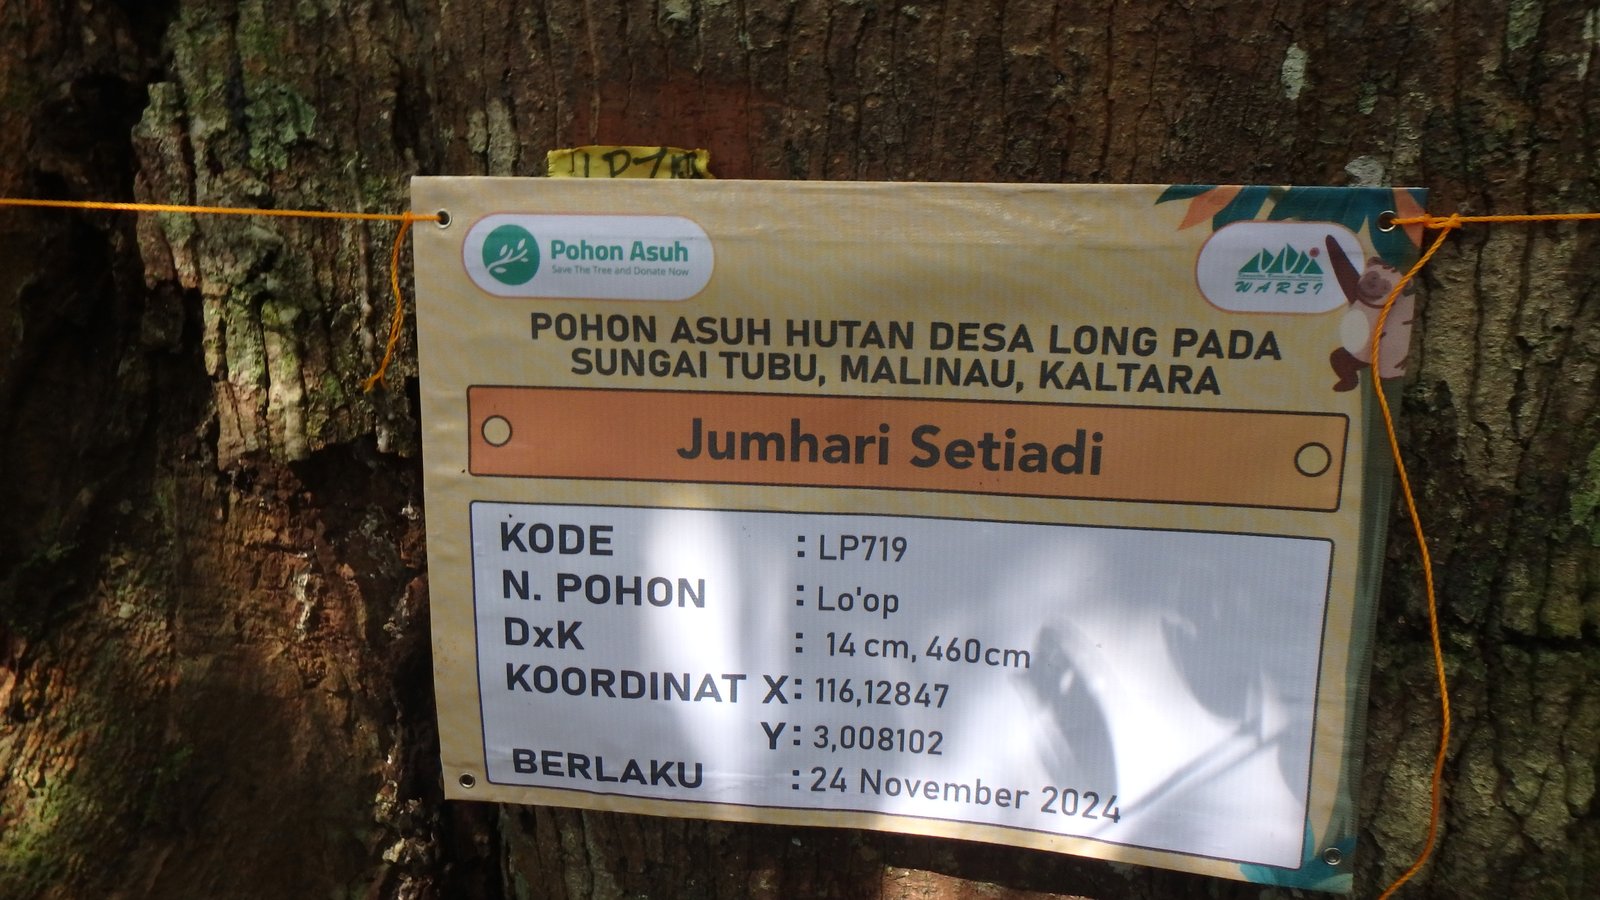 Pohon Asuh
Save The Tree and Donate Now
WARSI
POHON ASUH HUTAN DESA LONG PADA
SUNGAI TUBU, MALINAU, KALTARA
Jumhari Setiadi
KODE : LP719
N. POHON : Lo'op
DxK : 14 cm, 460cm
KOORDINAT X: 116,12847
Y: 3,008102
BERLAKU : 24 November 2024